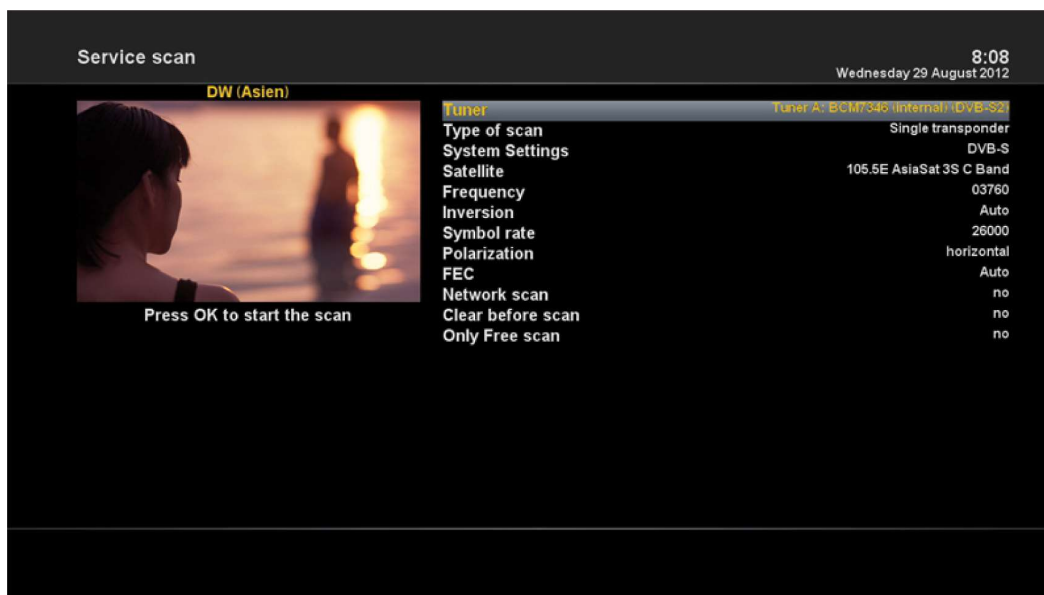 Service scan
8:08
Wednesday 29 August 2012
DW (Asien)
Tuner Tuner A: BCM7346 (internal) (DVB-S2)
Type of scan Single transponder
System Settings DVB-S
Satellite 105.5E AsiaSat 3S C Band
Frequency 03760
Inversion Auto
Symbol rate 26000
Polarization horizontal
FEC Auto
Network scan no
Clear before scan no
Only Free scan no
Press OK to start the scan